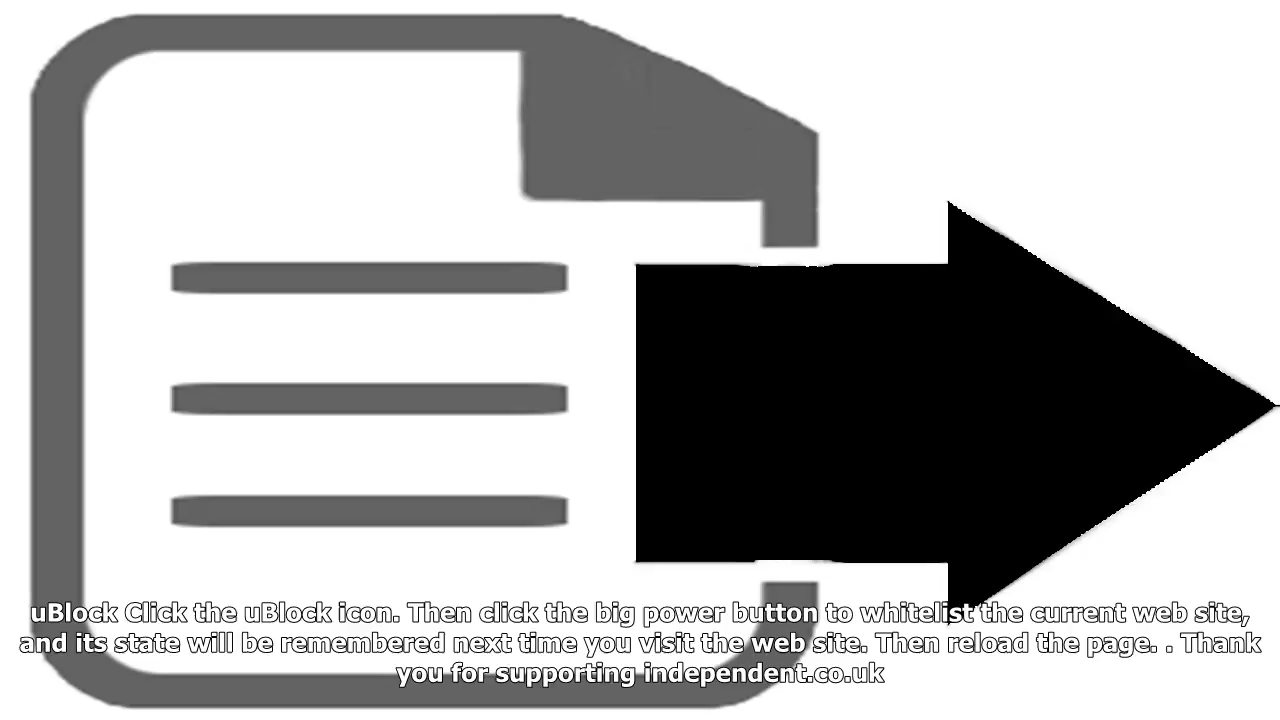 uBlock Click the uBlock icon. Then click the big power button to whitelist the current web site,
and its state will be remembered next time you visit the web site. Then reload the page. . Thank
you for supporting independent.co.uk